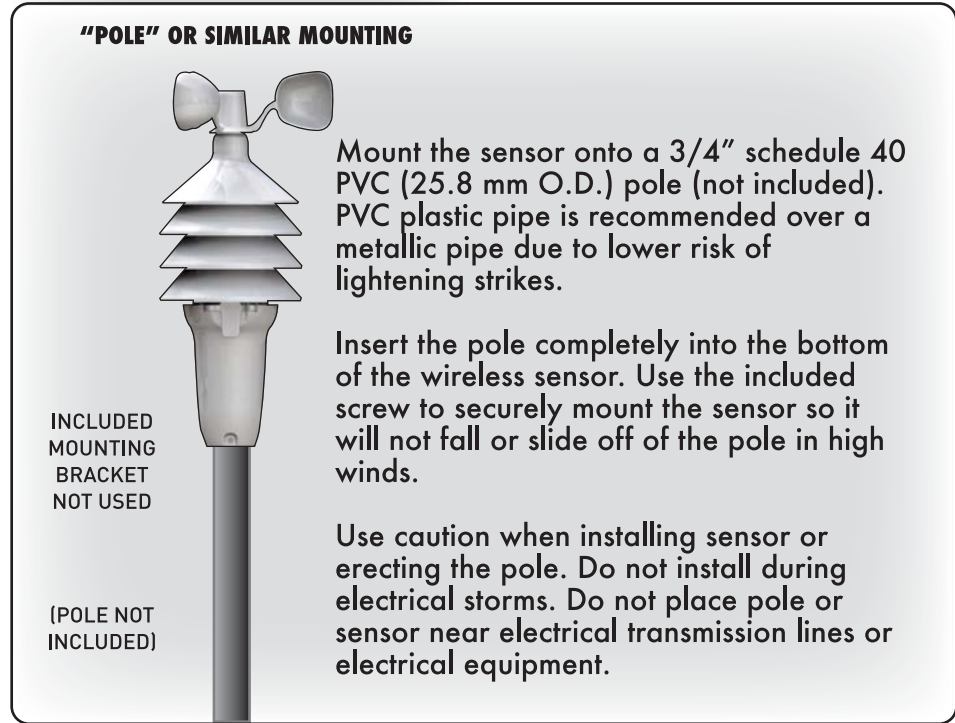 “POLE” OR SIMILAR MOUNTING
Mount the sensor onto a 3/4” schedule 40
PVC (25.8 mm O.D.) pole (not included).
PVC plastic pipe is recommended over a
metallic pipe due to lower risk of
lightening strikes.
Insert the pole completely into the bottom
of the wireless sensor. Use the included
screw to securely mount the sensor so it
will not fall or slide off of the pole in high
winds.
Use caution when installing sensor or
erecting the pole. Do not install during
electrical storms. Do not place pole or
sensor near electrical transmission lines or
electrical equipment.
INCLUDED
MOUNTING
BRACKET
NOT USED
(POLE NOT
INCLUDED)